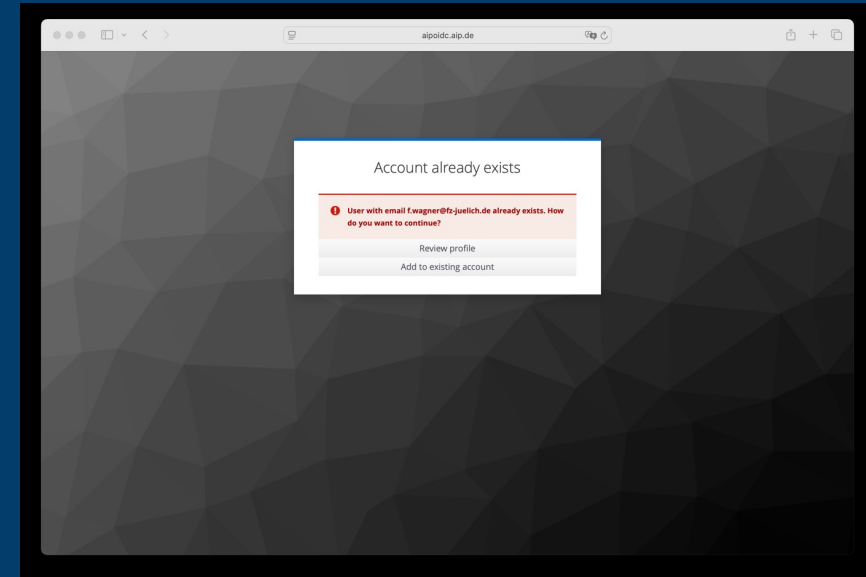 aipoidc.aip.de
Account already exists
User with email f.wagner@fz-juelich.de already exists. How
do you want to continue?
Review profile
Add to existing account